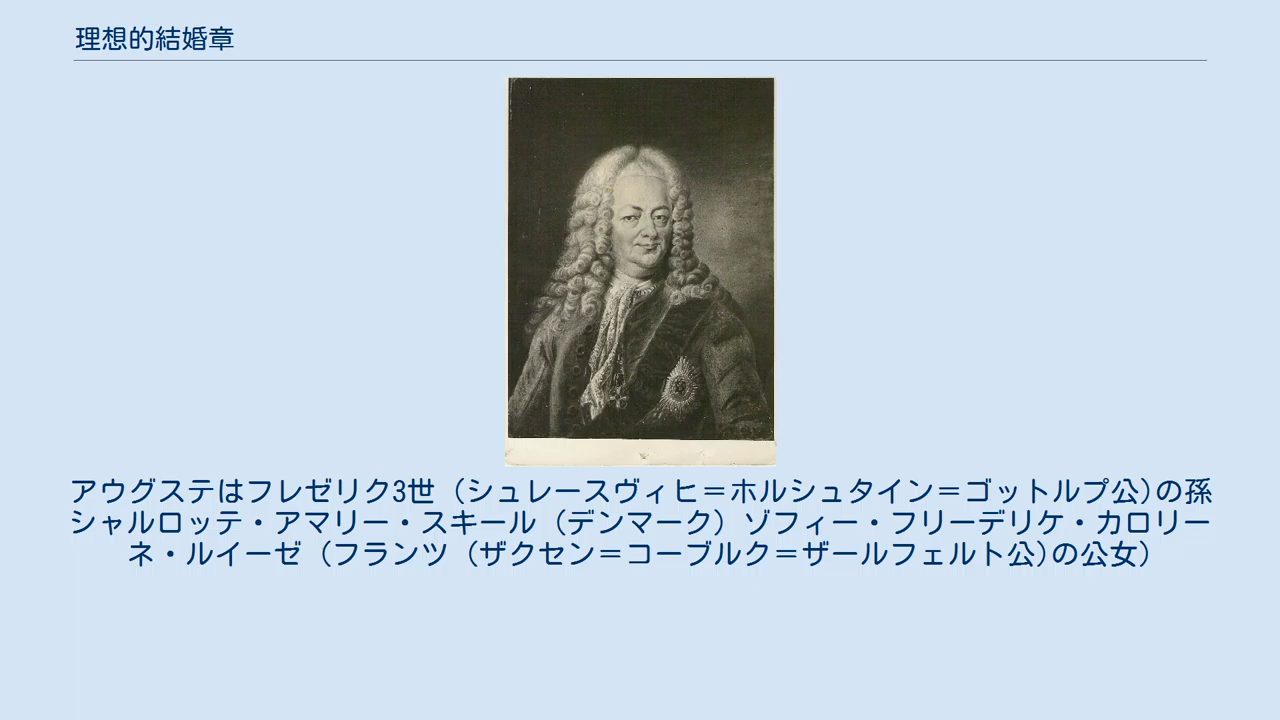 理想的結婚章
アウグステはフレゼリク3世（シュレースヴィヒ＝ホルシュタイン＝ゴットルプ公)の孫
シャルロッテ・アマリー・スキール（デンマーク）ゾフィー・フリーデリケ・カロリー
ネ・ルイーゼ（フランツ（ザクセン＝コーブルク＝ザールフェルト公)の公女）